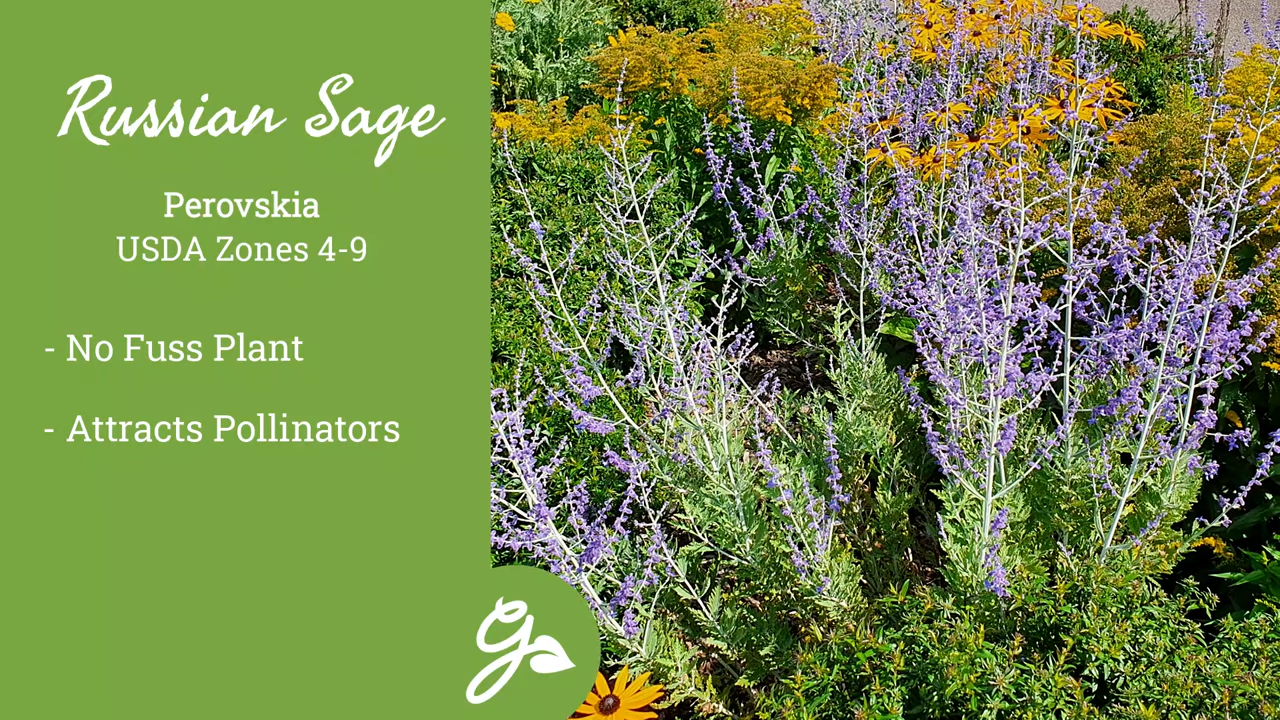 Russian Sage
Perovskia
USDA Zones 4-9
- No Fuss Plant
- Attracts Pollinators
g